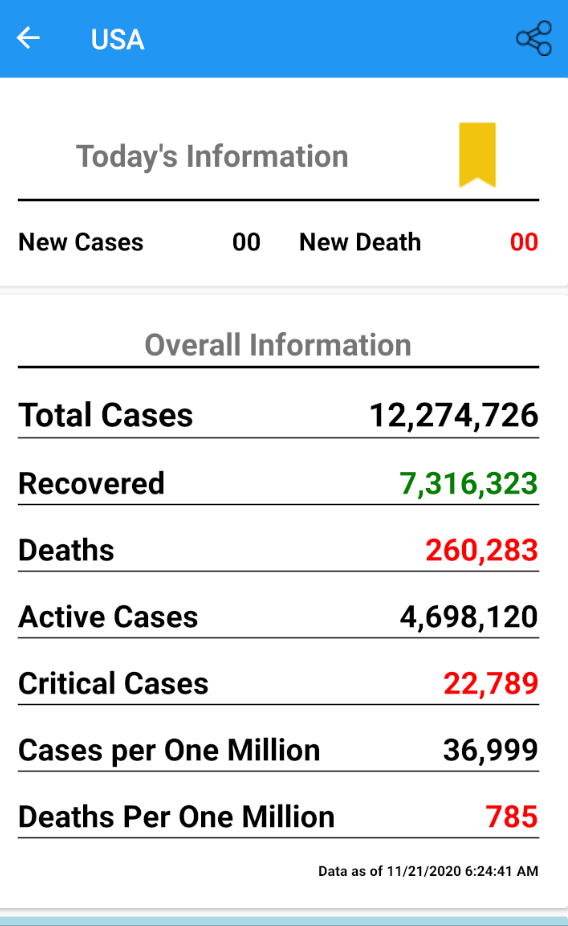 USA
Today's Information
New Cases 00 New Death 00
Overall Information
Total Cases 12,274,726
Recovered 7,316,323
Deaths 260,283
Active Cases 4,698,120
Critical Cases 22,789
Cases per One Million 36,999
Deaths Per One Million 785
Data as of 11/21/2020 6:24:41 AM